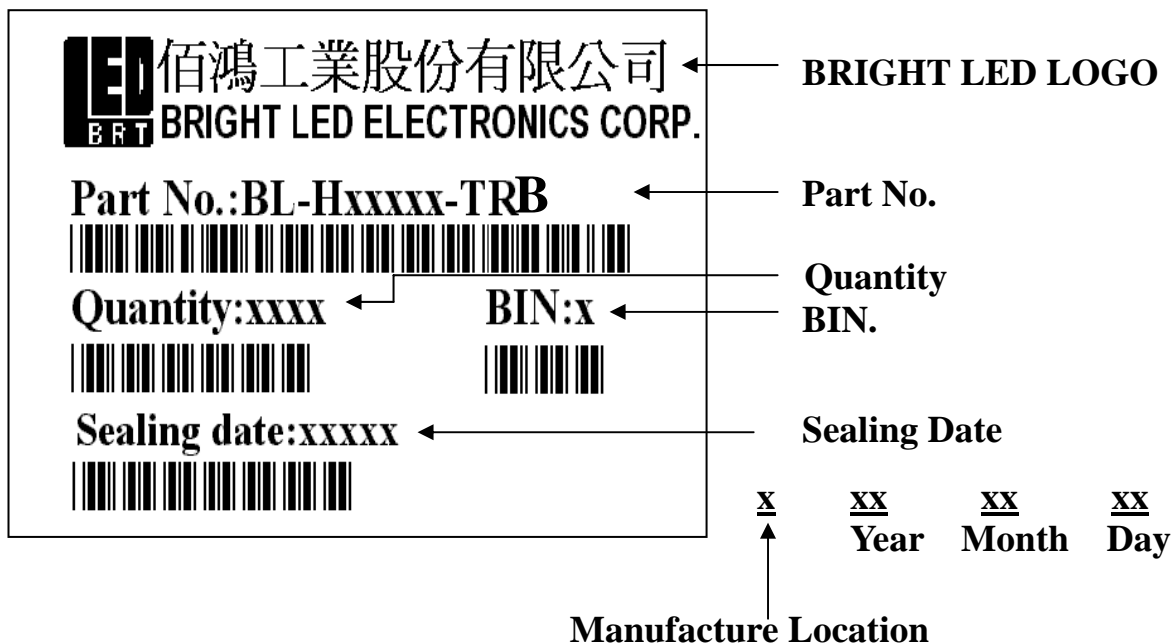 LED 佰鴻工業股份有限公司
BRT BRIGHT LED ELECTRONICS CORP.
BRIGHT LED LOGO
Part No.:BL-Hxxxxx-TRB
Part No.
Quantity:xxxx
BIN:x
Quantity
BIN.
Sealing date:xxxxx
Sealing Date
x xx xx xx
Year Month Day
Manufacture Location